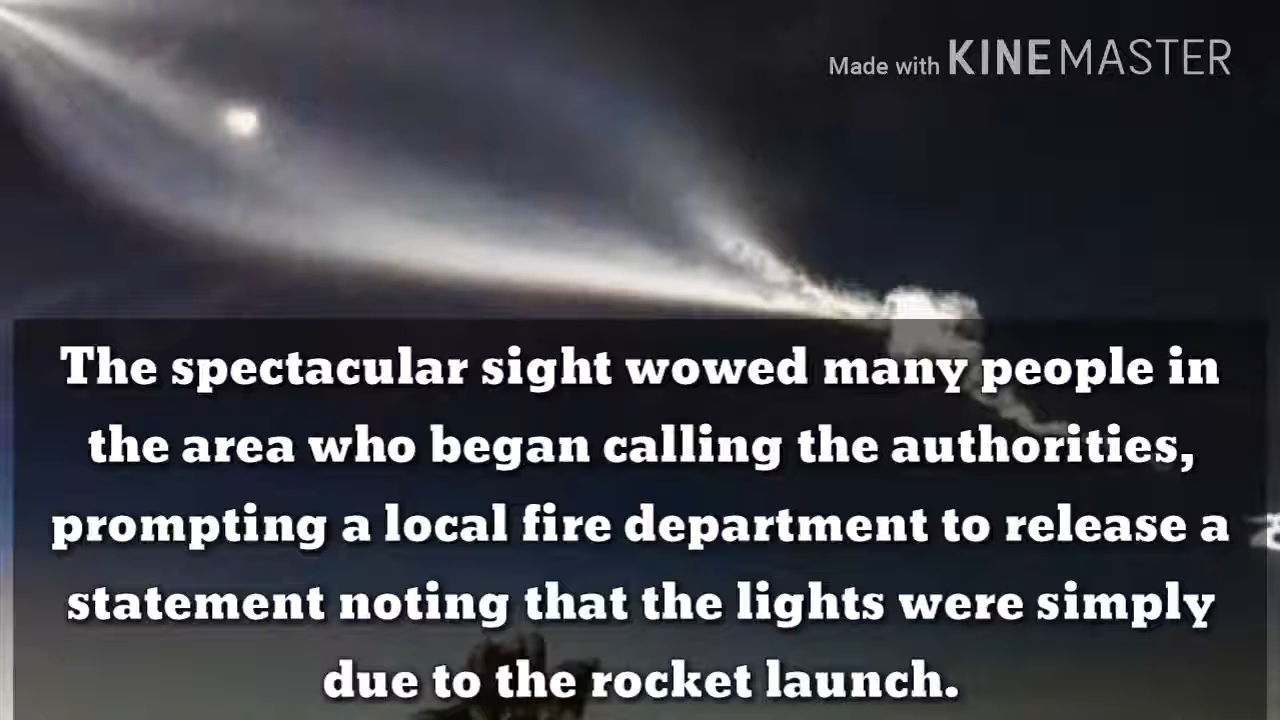 Made with KINEMASTER
The spectacular sight wowed many people in
the area who began calling the authorities,
prompting a local fire department to release a
statement noting that the lights were simply
due to the rocket launch.